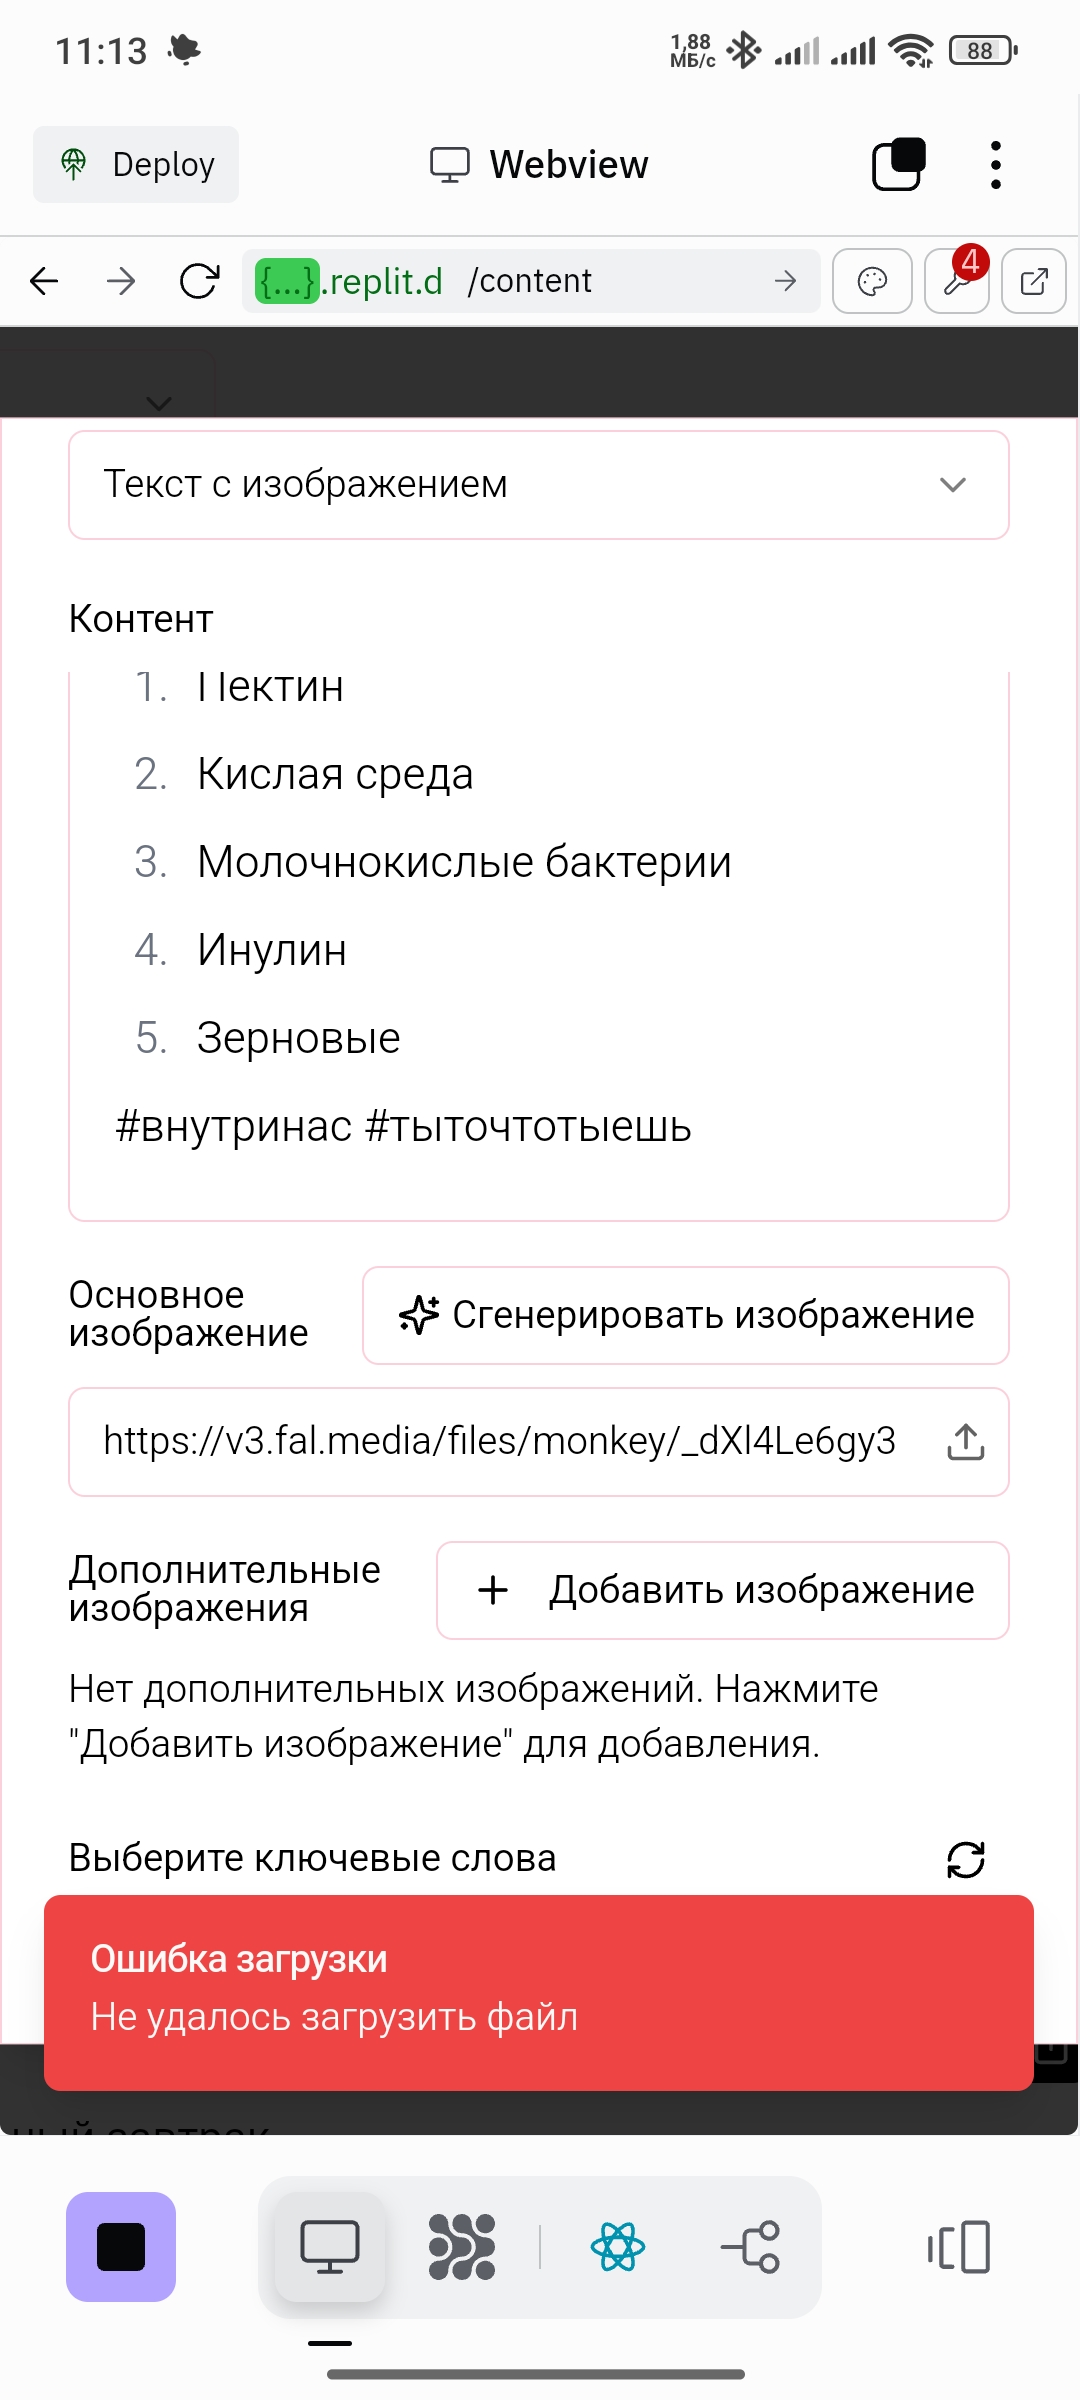 11:13
1,88
МБ/с
88
Deploy
Webview
{...}.replit.d /content
4
Текст с изображением
Контент
1. Пектин
2. Кислая среда
3. Молочнокислые бактерии
4. Инулин
5. Зерновые
#внутринас #тыточтотыешь
Основное
изображение
Сгенерировать изображение
https://v3.fal.media/files/monkey/_dXl4Le6gy3
Дополнительные
изображения
Добавить изображение
Нет дополнительных изображений. Нажмите
"Добавить изображение" для добавления.
Выберите ключевые слова
Ошибка загрузки
Не удалось загрузить файл